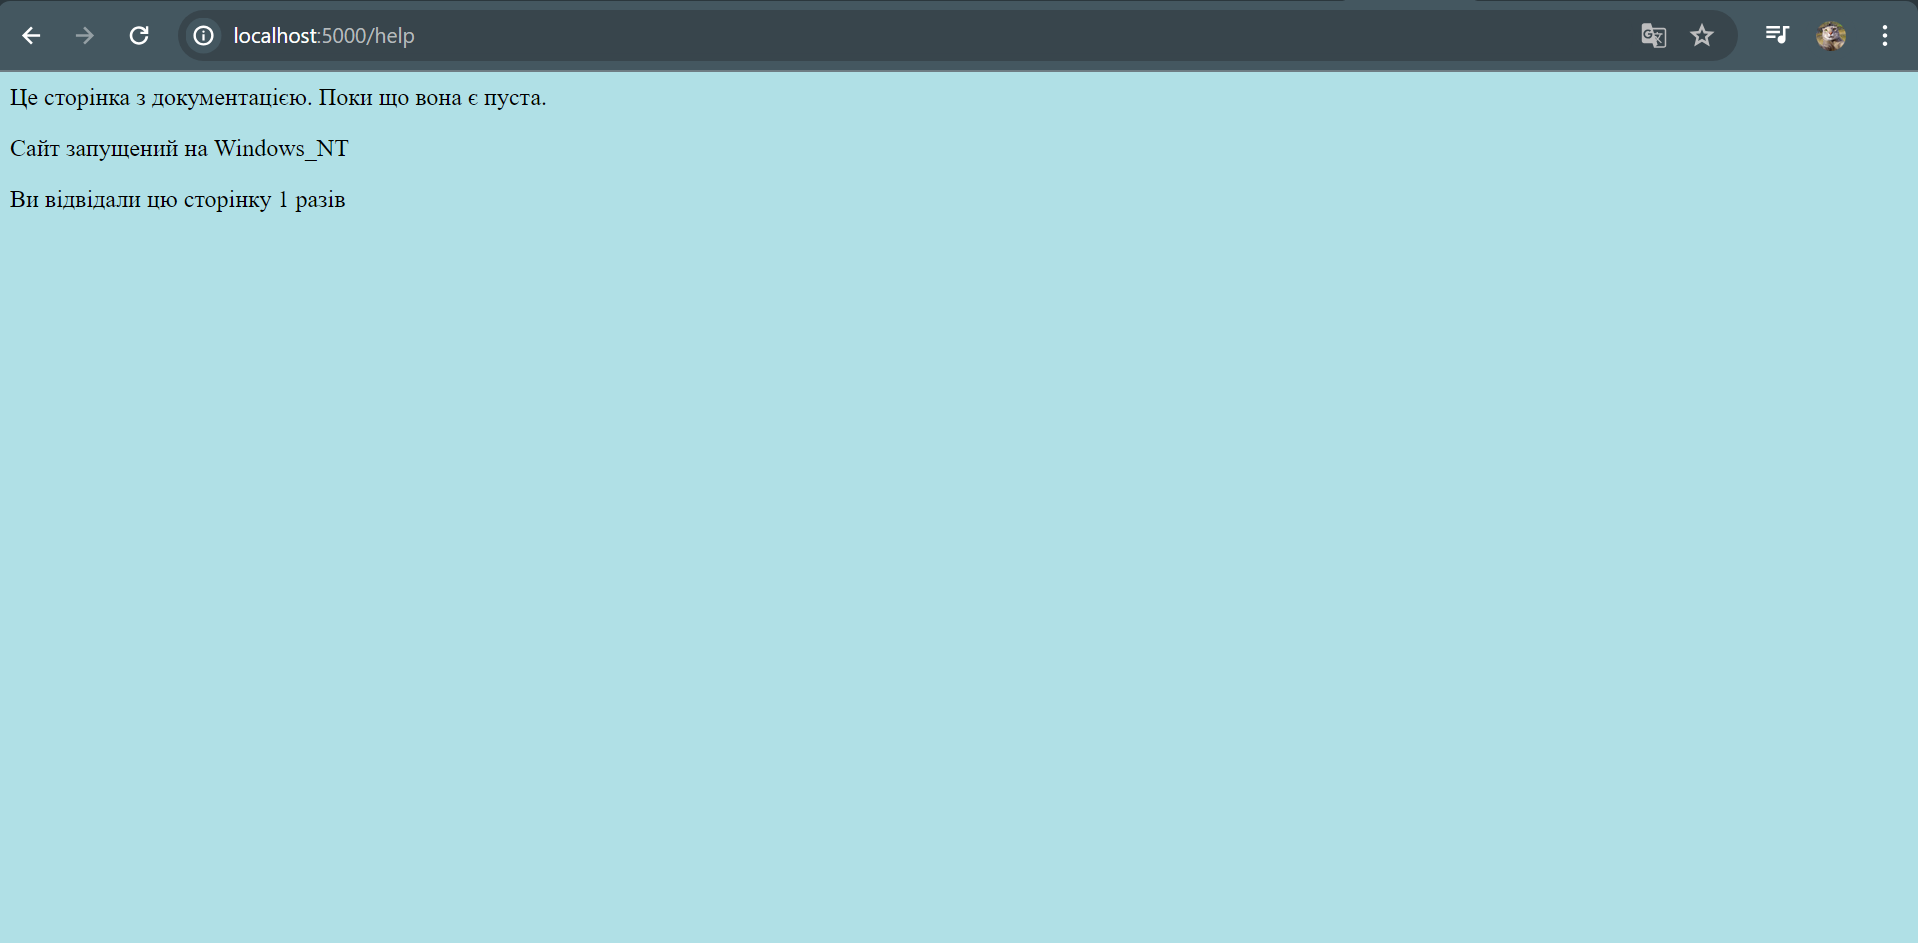 localhost:5000/help
Це сторінка з документацією. Поки що вона є пуста.
Сайт запущений на Windows_NT
Ви відвідали цю сторінку 1 разів